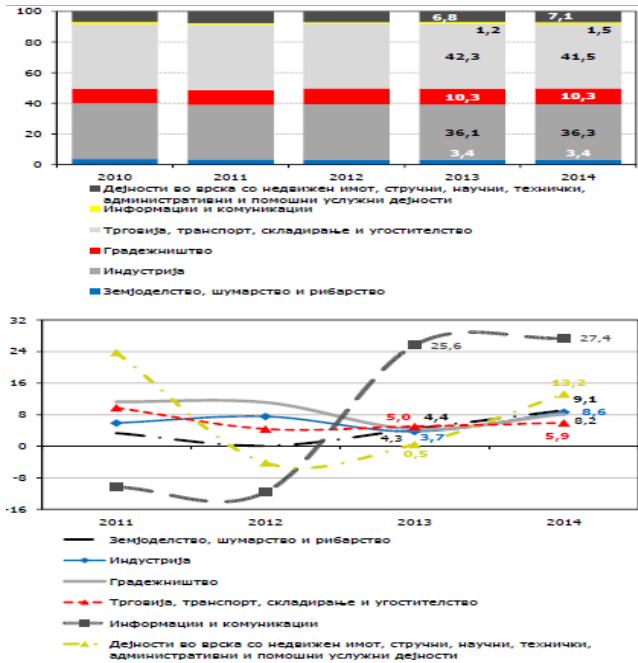 100
80
60
40
20
0
6,8
7,1
1,2
1,5
42,3
41,5
10,3
10,3
36,1
36,3
3,4
3,4
2010 2011 2012 2013 2014
Дејности во врска со недвижен имот, стручни, научни, технички,
административни и помошни услужни дејности
Информации и комуникации
Трговија, транспорт, складирање и угостителство
Градежништво
Индустрија
Земјоделство, шумарство и рибарство
32
24
16
8
0
-8
-16
25,6
27,4
13,2
9,1
8,6
8,2
5,9
5,0
4,4
4,3
3,7
0,5
2011 2012 2013 2014
Земјоделство, шумарство и рибарство
Индустрија
Градежништво
Трговија, транспорт, складирање и угостителство
Информации и комуникации
Дејности во врска со недвижен имот, стручни, научни, технички,
административни и помошни услужни дејности